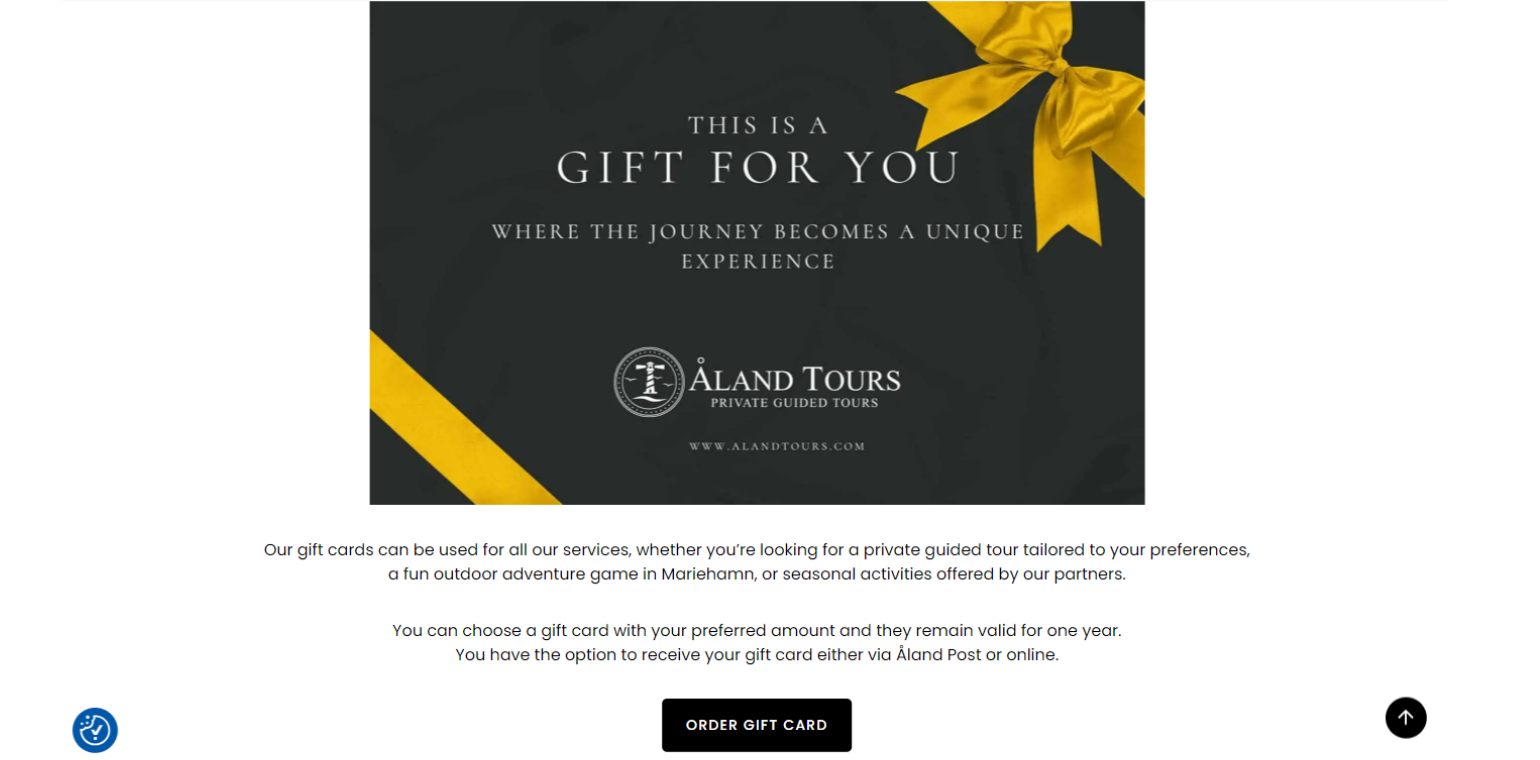 THIS IS A
GIFT FOR YOU
WHERE THE JOURNEY BECOMES A UNIQUE
EXPERIENCE
ÅLAND TOURS
PRIVATE GUIDED TOURS
WWW.ALANDTOURS.COM
Our gift cards can be used for all our services, whether you’re looking for a private guided tour tailored to your preferences,
a fun outdoor adventure game in Mariehamn, or seasonal activities offered by our partners.
You can choose a gift card with your preferred amount and they remain valid for one year.
You have the option to receive your gift card either via Åland Post or online.
ORDER GIFT CARD